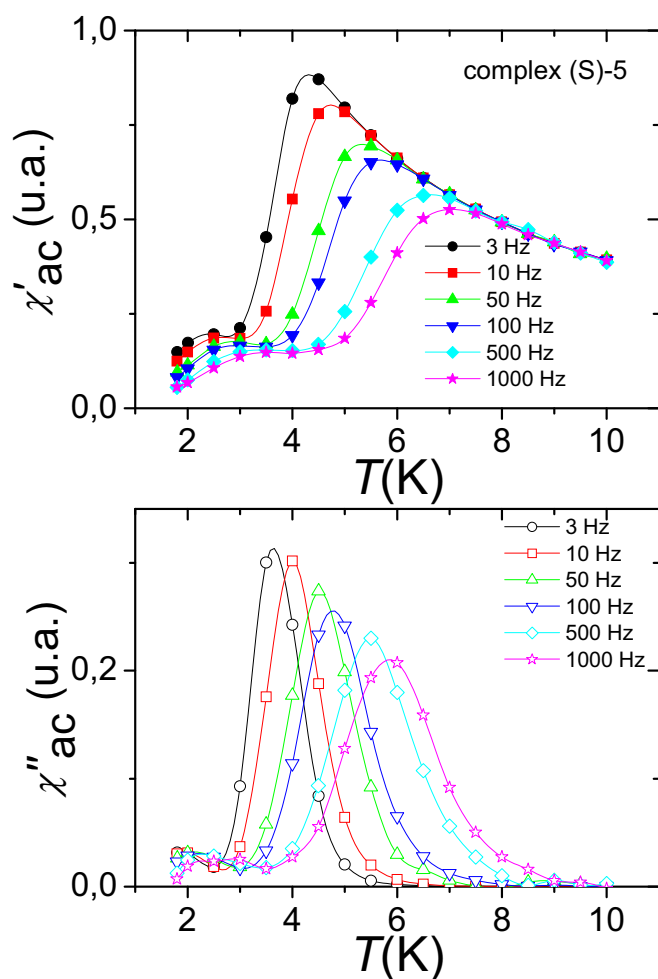 1,0
complex (S)-5
χ′ac (u.a.)
0,5
3 Hz
10 Hz
50 Hz
100 Hz
500 Hz
1000 Hz
0,0
2 4 6 8 10
T(K)
3 Hz
10 Hz
50 Hz
100 Hz
500 Hz
1000 Hz
χ″ac (u.a.)
0,2
0,0
2 4 6 8 10
T(K)